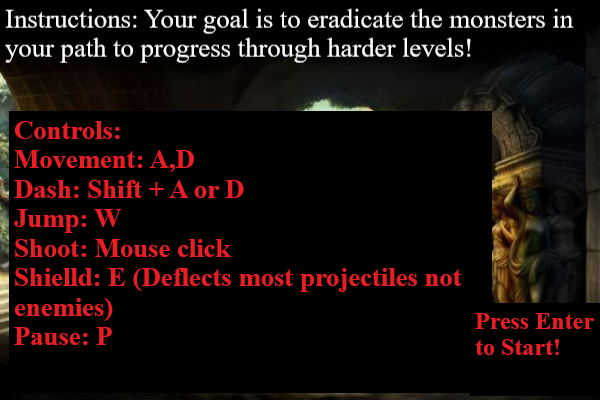 Instructions: Your goal is to eradicate the monsters in
your path to progress through harder levels!
Controls:
Movement: A,D
Dash: Shift + A or D
Jump: W
Shoot: Mouse click
Shielld: E (Deflects most projectiles not
enemies)
Pause: P
Press Enter
to Start!